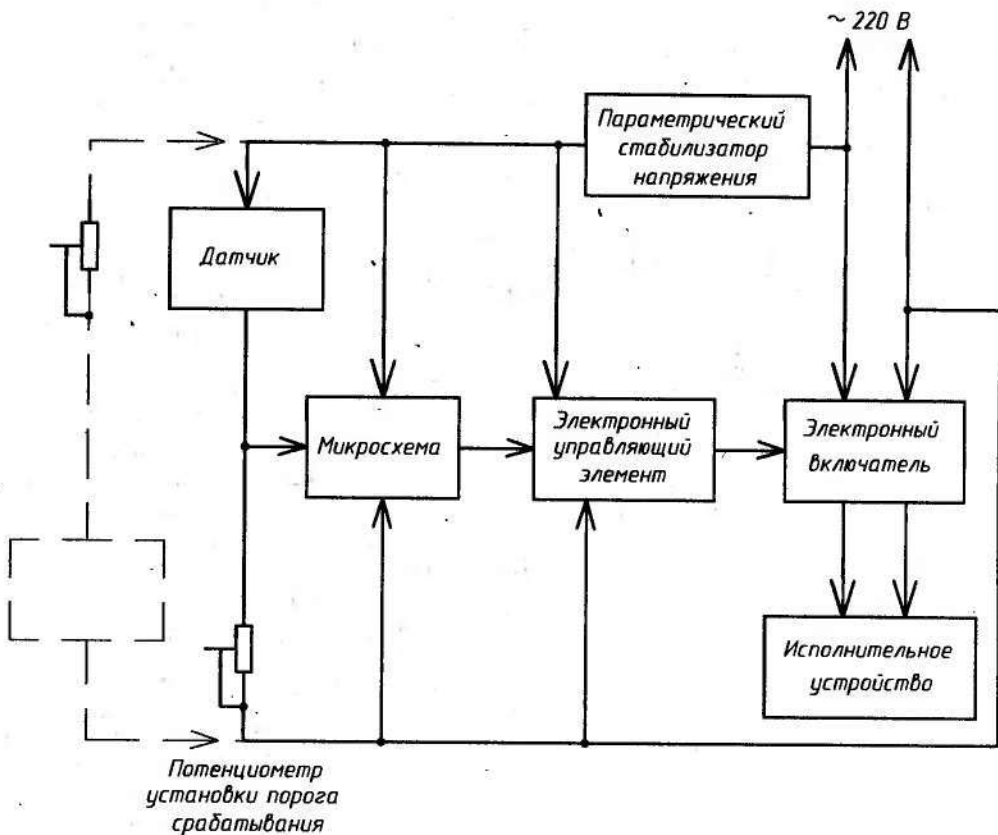 ~ 220 В
Параметрический
стабилизатор
напряжения
Датчик
Микросхема
Электронный
управляющий
элемент
Электронный
включатель
Исполнительное
устройство
Потенциометр
установки порога
срабатывания